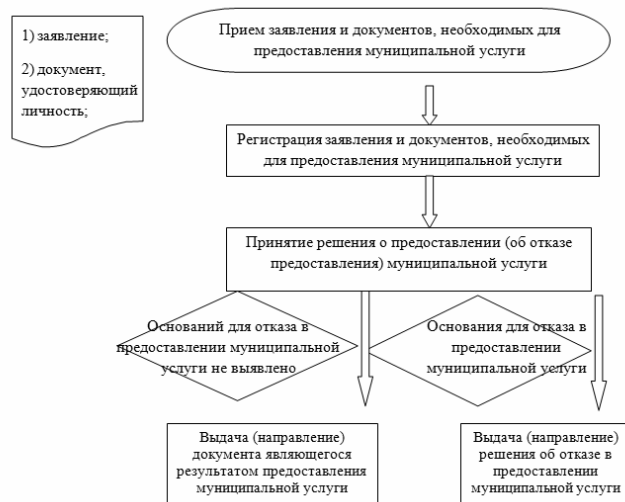 1) заявление;
2) документ,
удостоверяющий
личность;
Прием заявления и документов, необходимых для
предоставления муниципальной услуги
Регистрация заявления и документов, необходимых
для предоставления муниципальной услуги
Принятие решения о предоставлении (об отказе
предоставления) муниципальной услуги
Оснований для отказа в
предоставлении муниципальной
услуги не выявлено
Основания для отказа в
предоставлении
муниципальной услуги
Выдача (направление)
документа являющегося
результатом предоставления
муниципальной услуги
Выдача (направление)
решения об отказе в
предоставлении
муниципальной услуги